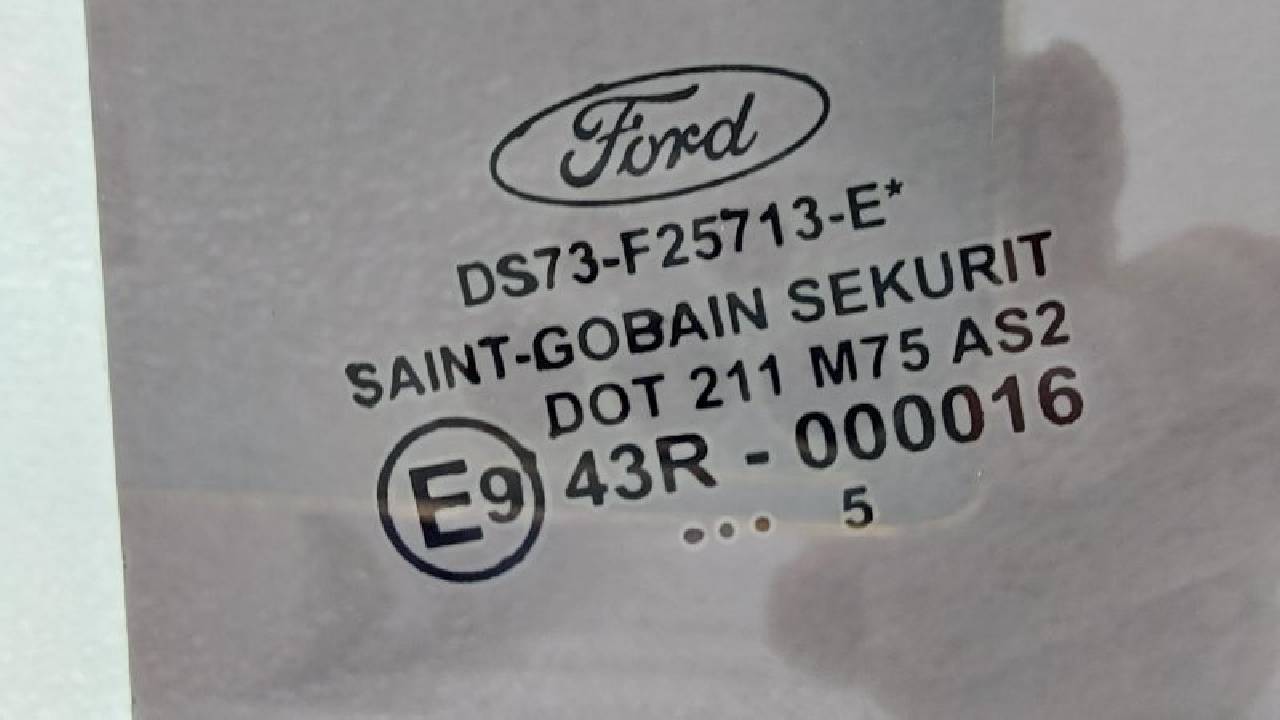 Ford
DS73-F25713-E*
SAINT-GOBAIN SEKURIT
DOT 211 M75 AS2
E9 43R - 000016
... 5